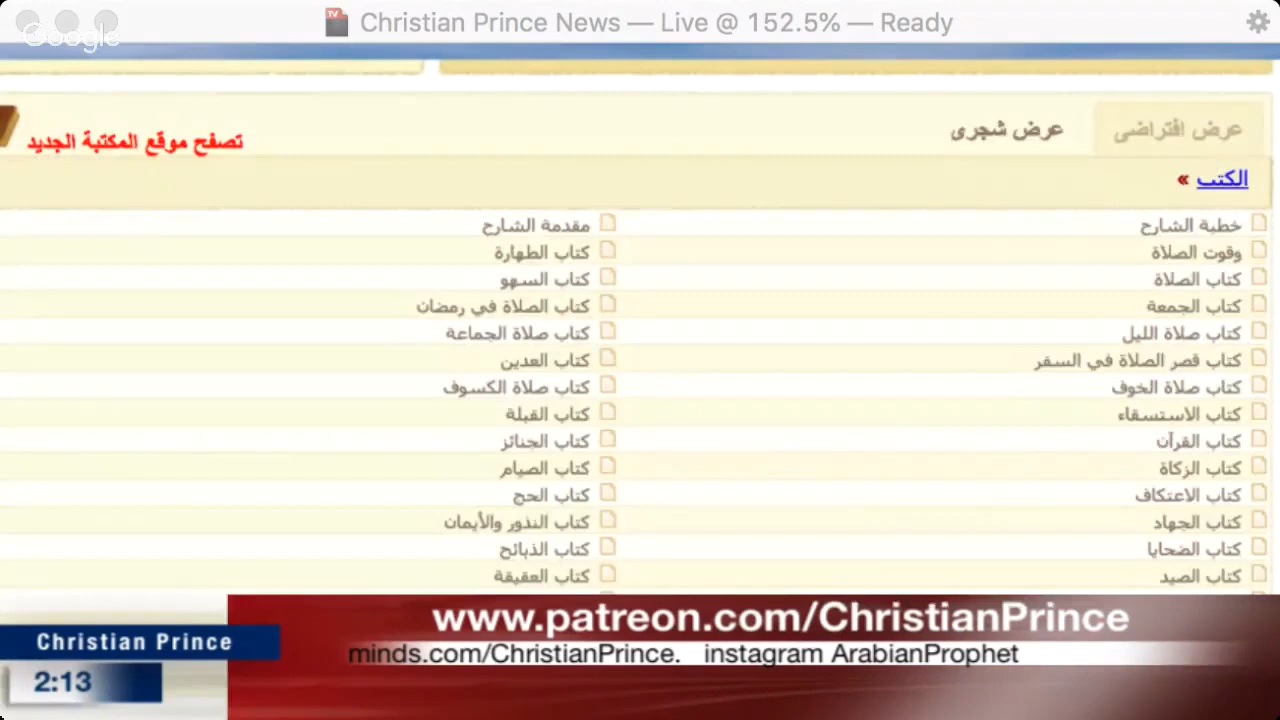 Christian Prince News — Live @ 152.5% — Ready
Google
عرض افتراضى
عرض شجرى
تصفح موقع المكتبة الجديد
الكتب »
خطبة الشارح
مقدمة الشارح
وقوت الصلاة
كتاب الطهارة
كتاب الصلاة
كتاب السهو
كتاب الجمعة
كتاب الصلاة في رمضان
كتاب صلاة الليل
كتاب صلاة الجماعة
كتاب قصر الصلاة في السفر
كتاب العدين
كتاب صلاة الخوف
كتاب صلاة الكسوف
كتاب الاستسقاء
كتاب القبلة
كتاب القرآن
كتاب الجنائز
كتاب الزكاة
كتاب الصيام
كتاب الاعتكاف
كتاب الحج
كتاب الجهاد
كتاب النذور والأيمان
كتاب الضحايا
كتاب الذبائح
كتاب الصيد
كتاب العقيقة
www.patreon.com/ChristianPrince
Christian Prince
minds.com/ChristianPrince. instagram ArabianProphet
2:13